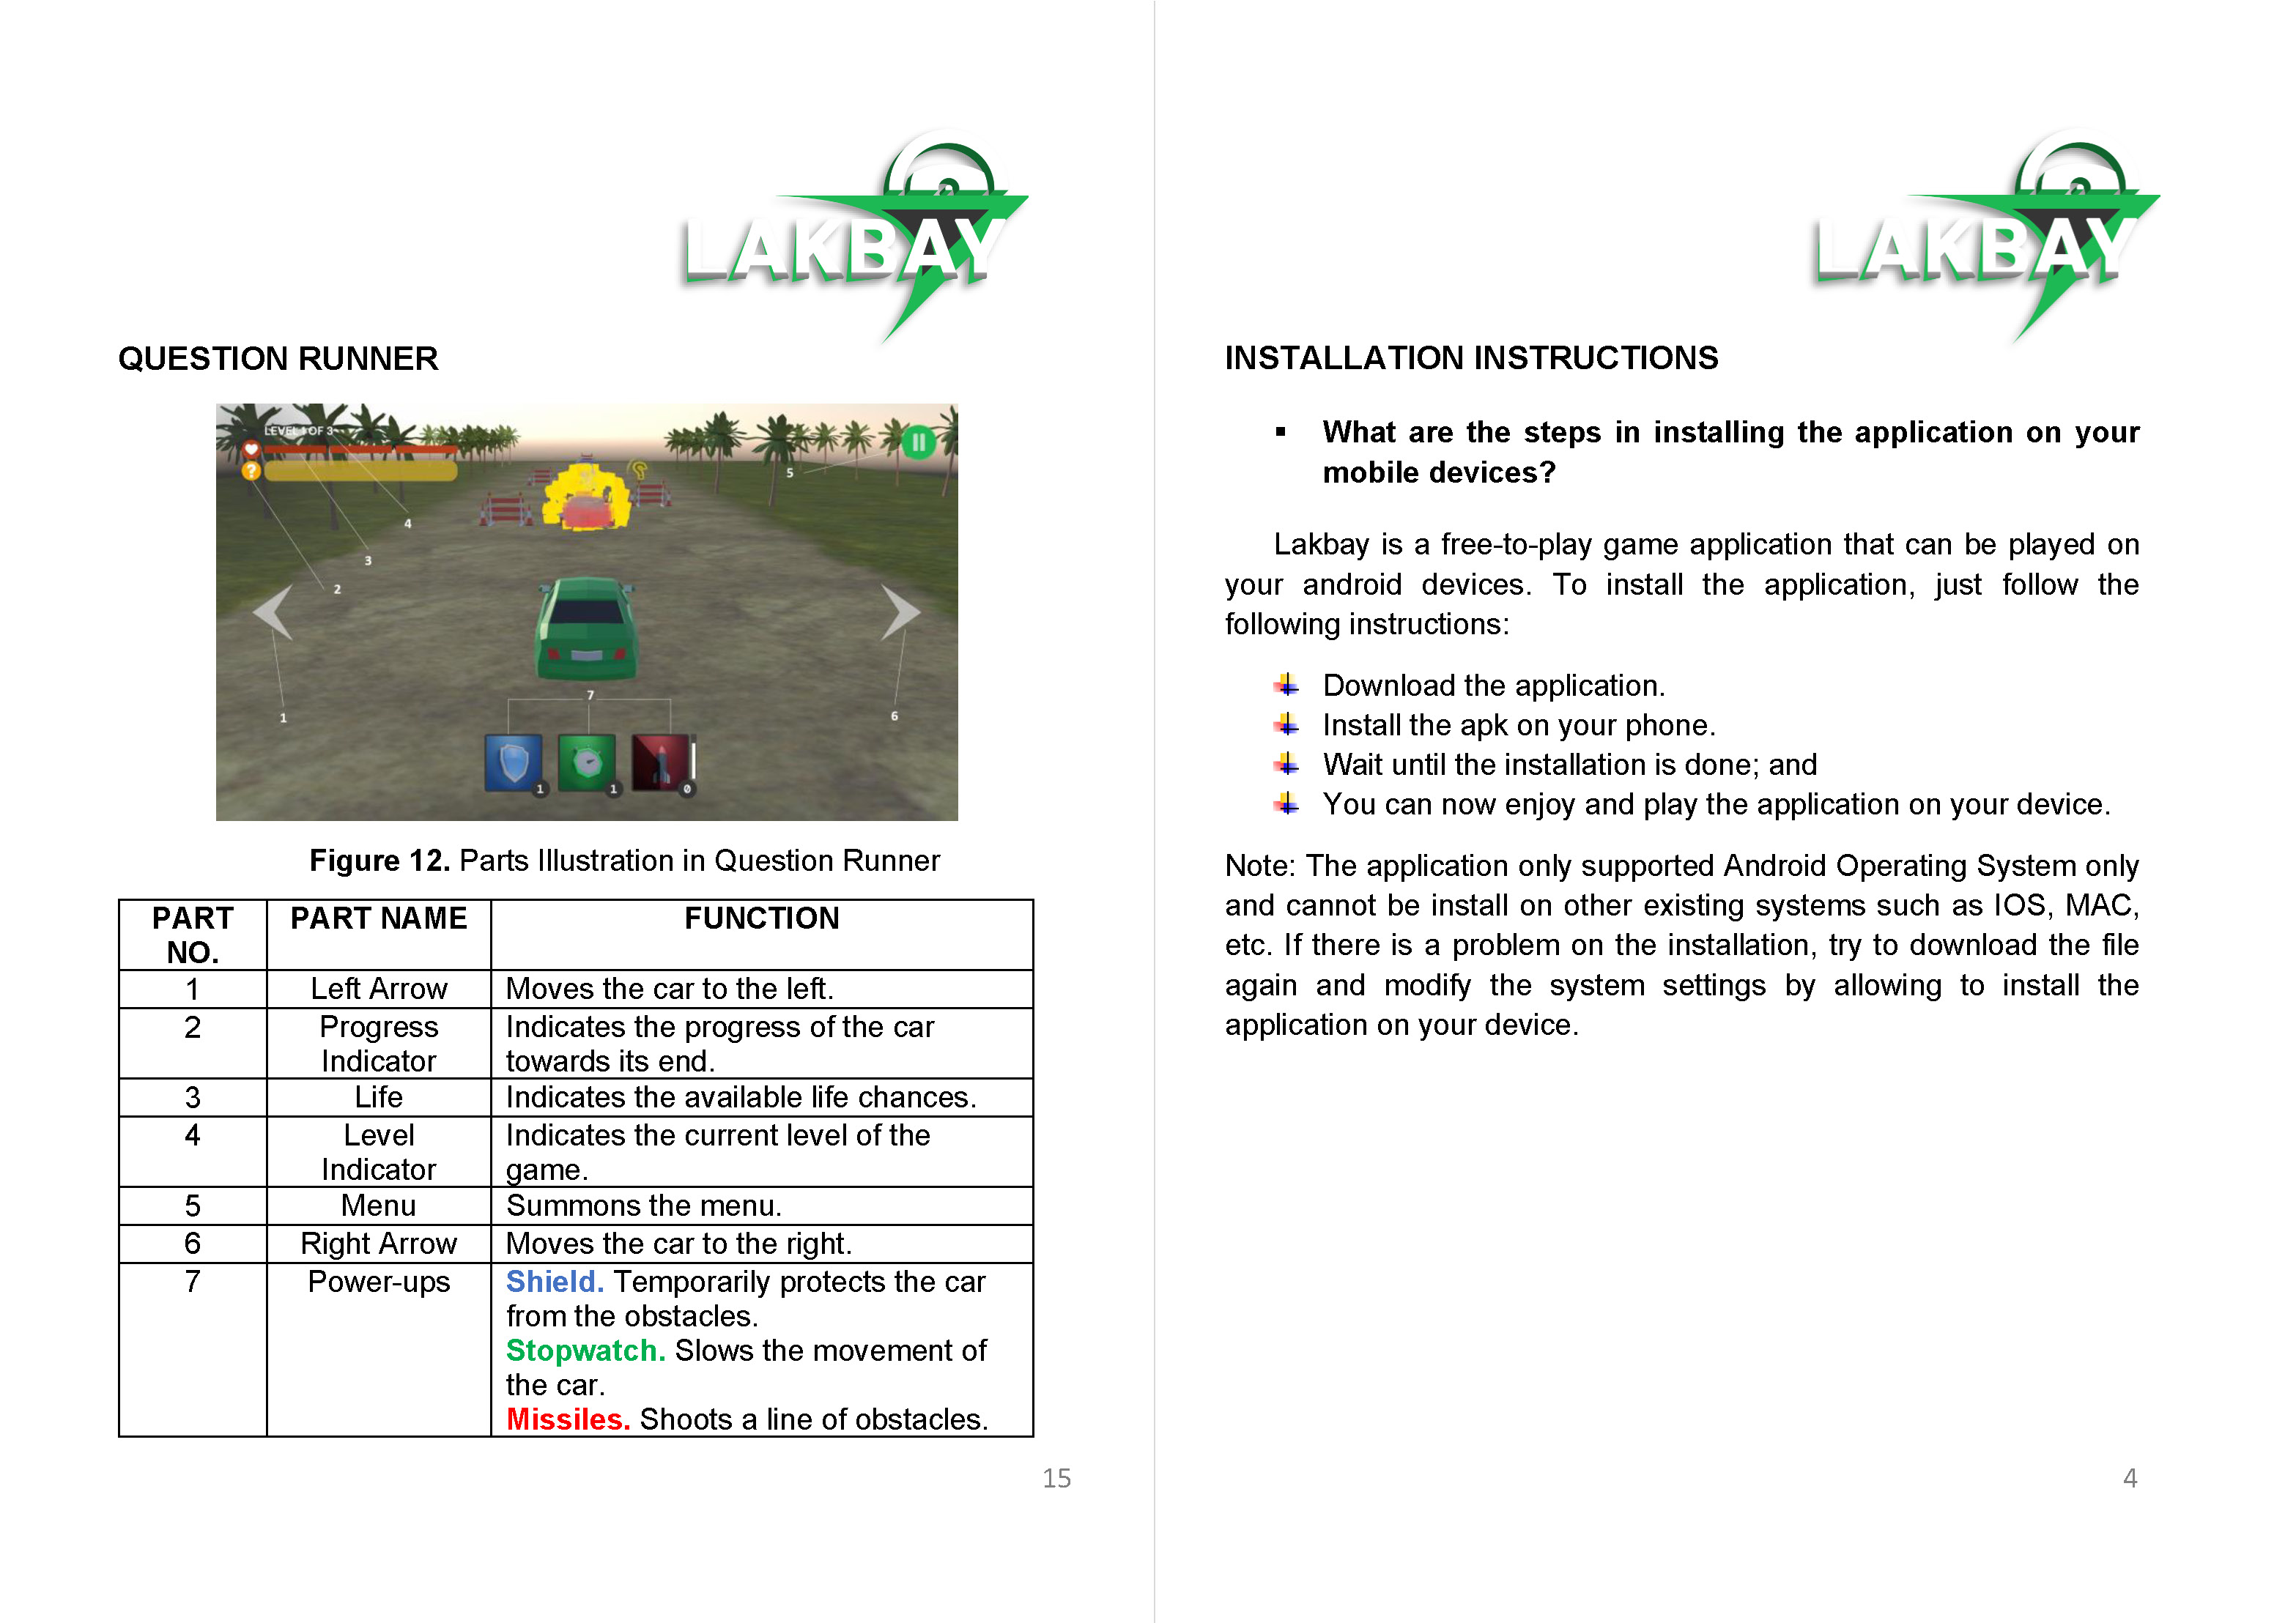 LAKBAY
QUESTION RUNNER
LEVEL 1 OF 3
?
5
4
3
2
1
6
7
1
1
0
Figure 12. Parts Illustration in Question Runner
PART NO. PART NAME FUNCTION
1 Left Arrow Moves the car to the left.
2 Progress Indicator Indicates the progress of the car towards its end.
3 Life Indicates the available life chances.
4 Level Indicator Indicates the current level of the game.
5 Menu Summons the menu.
6 Right Arrow Moves the car to the right.
7 Power-ups Shield. Temporarily protects the car
from the obstacles.
Stopwatch. Slows the movement of
the car.
Missiles. Shoots a line of obstacles.
15
LAKBAY
INSTALLATION INSTRUCTIONS
▪ What are the steps in installing the application on your
mobile devices?
Lakbay is a free-to-play game application that can be played on
your android devices. To install the application, just follow the
following instructions:
Download the application.
Install the apk on your phone.
Wait until the installation is done; and
You can now enjoy and play the application on your device.
Note: The application only supported Android Operating System only
and cannot be install on other existing systems such as IOS, MAC,
etc. If there is a problem on the installation, try to download the file
again and modify the system settings by allowing to install the
application on your device.
4